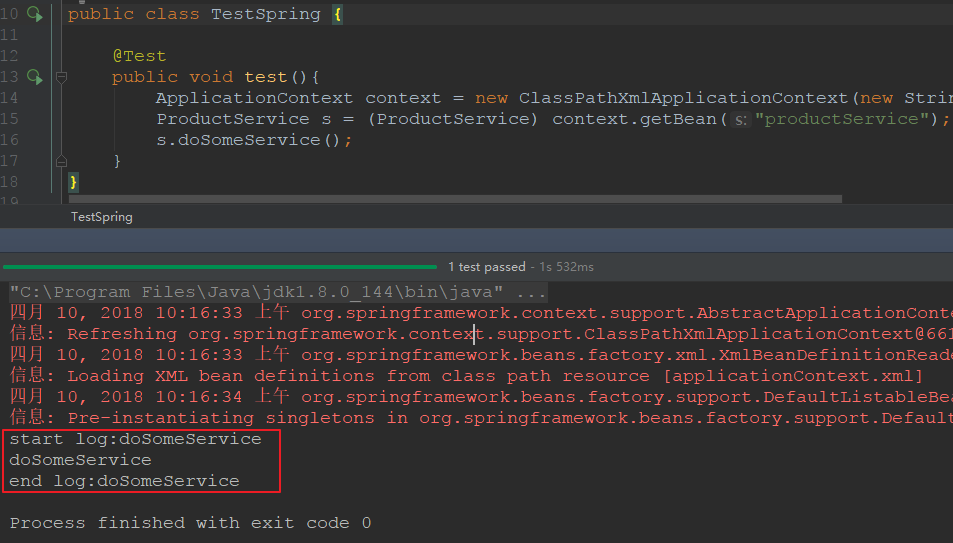 10 public class TestSpring {
11
12 @Test
13 public void test(){
14 ApplicationContext context = new ClassPathXmlApplicationContext(new Strin
15 ProductService s = (ProductService) context.getBean( s: "productService");
16 s.doSomeService();
17 }
18 }
19
TestSpring
1 test passed - 1s 532ms
"C:\Program Files\Java\jdk1.8.0_144\bin\java" ...
四月 10, 2018 10:16:33 上午 org.springframework.context.support.AbstractApplicationConte
信息: Refreshing org.springframework.context.support.ClassPathXmlApplicationContext@661
四月 10, 2018 10:16:33 上午 org.springframework.beans.factory.xml.XmlBeanDefinitionReade
信息: Loading XML bean definitions from class path resource [applicationContext.xml]
四月 10, 2018 10:16:34 上午 org.springframework.beans.factory.support.DefaultListableBea
信息: Pre-instantiating singletons in org.springframework.beans.factory.support.Default
start log:doSomeService
doSomeService
end log:doSomeService
Process finished with exit code 0